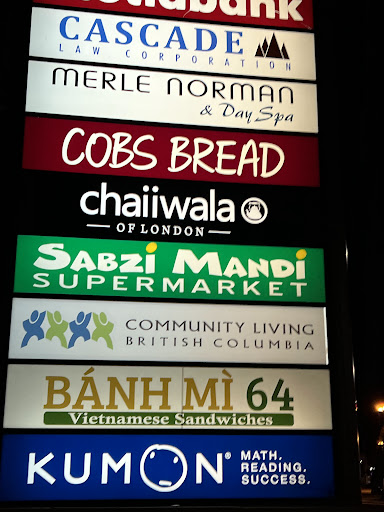 Scotiabank
CASCADE
LAW CORPORATION
MERLE NORMAN
& Day Spa
COBS BREAD
chaiiwala
OF LONDON
SABZI MANDI
SUPERMARKET
COMMUNITY LIVING
BRITISH COLUMBIA
BÁNH MÌ 64
Vietnamese Sandwiches
KUMON® MATH.
READING.
SUCCESS.